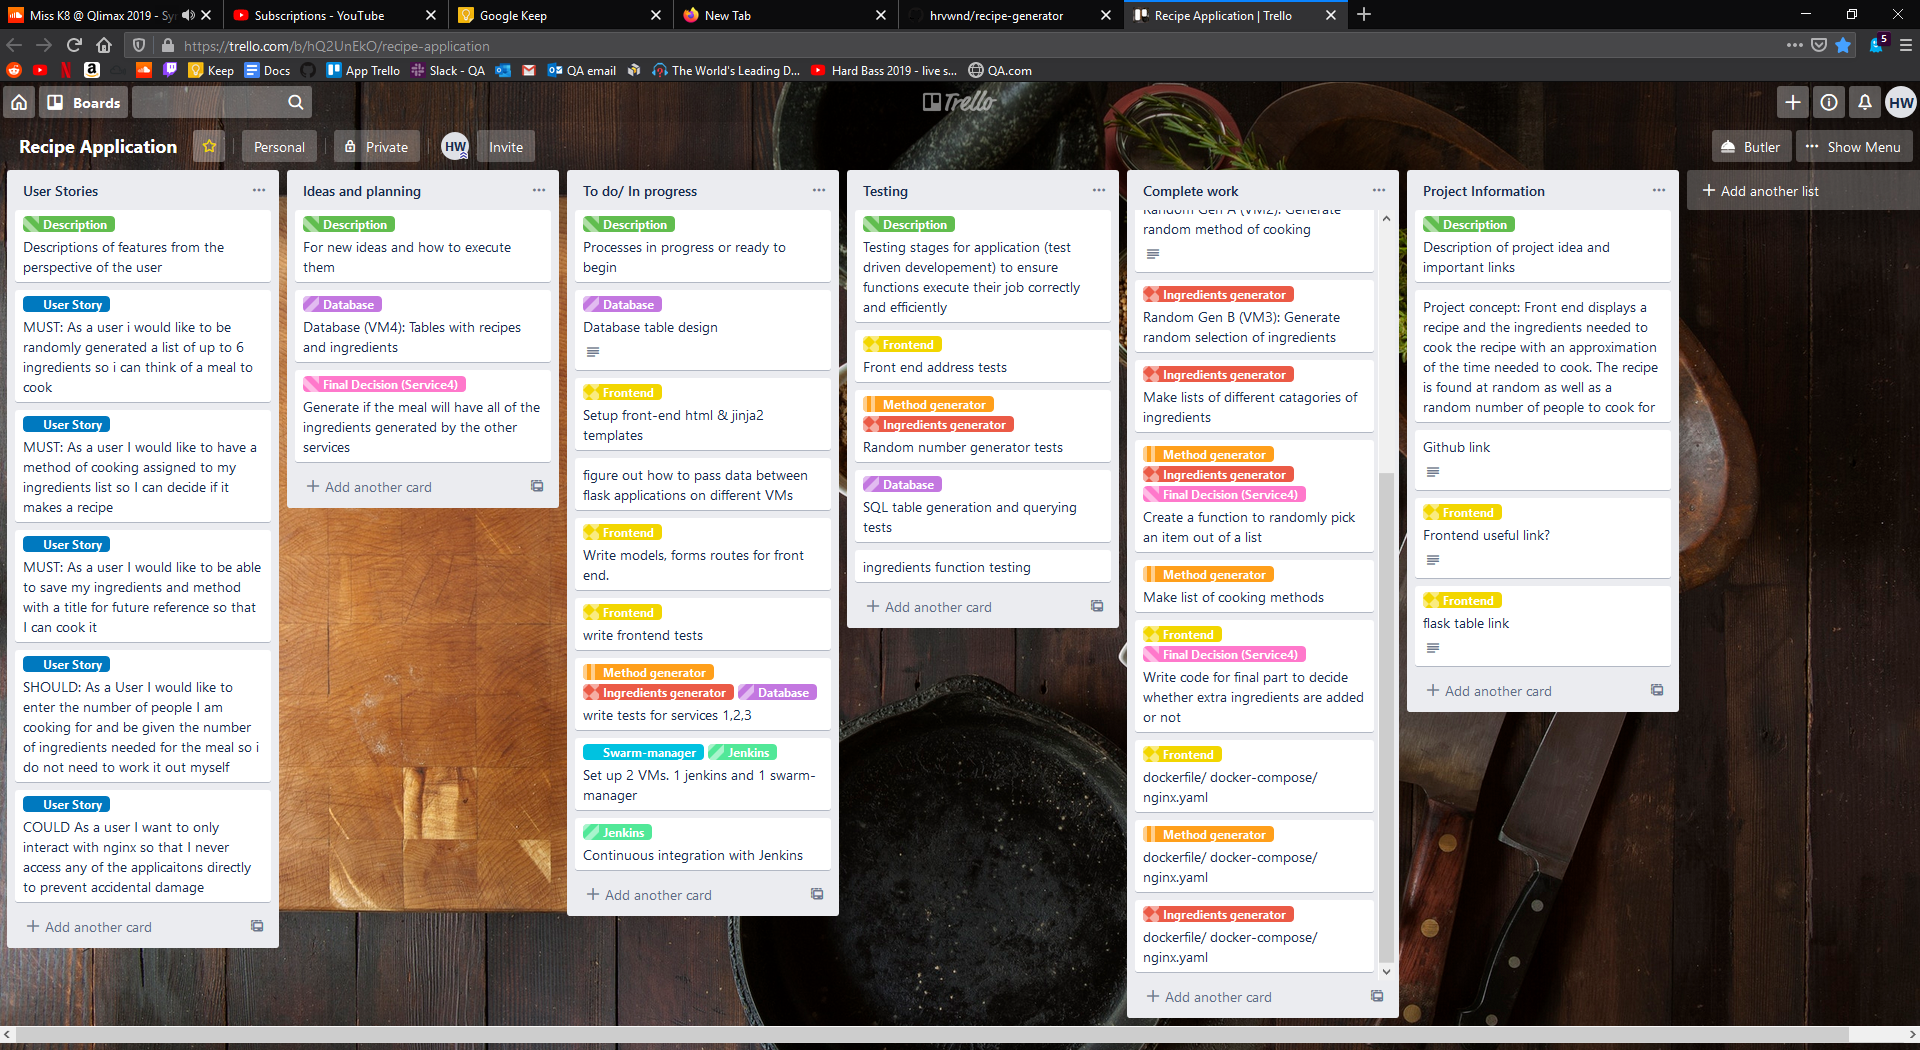 Miss K8 @ Qlimax 2019 - Syn
Subscriptions - YouTube
Google Keep
New Tab
hrvwnd/recipe-generator
Recipe Application | Trello
https://trello.com/b/hQ2UnEkO/recipe-application
5
Keep
Docs
App Trello
Slack - QA
QA email
The World's Leading D...
Hard Bass 2019 - live s...
QA.com
Boards
Trello
HW
Recipe Application
Personal
Private
HW
Invite
Butler
Show Menu
User Stories
Description
Descriptions of features from the
perspective of the user
User Story
MUST: As a user i would like to be
randomly generated a list of up to 6
ingredients so i can think of a meal to
cook
User Story
MUST: As a user I would like to have a
method of cooking assigned to my
ingredients list so I can decide if it
makes a recipe
User Story
MUST: As a user I would like to be able
to save my ingredients and method
with a title for future reference so that
I can cook it
User Story
SHOULD: As a User I would like to
enter the number of people I am
cooking for and be given the number
of ingredients needed for the meal so i
do not need to work it out myself
User Story
COULD As a user I want to only
interact with nginx so that I never
access any of the applicaitons directly
to prevent accidental damage
Add another card
Ideas and planning
Description
For new ideas and how to execute
them
Database
Database (VM4): Tables with recipes
and ingredients
Final Decision (Service4)
Generate if the meal will have all of the
ingredients generated by the other
services
Add another card
To do/ In progress
Description
Processes in progress or ready to
begin
Database
Database table design
Frontend
Setup front-end html & jinja2
templates
figure out how to pass data between
flask applications on different VMs
Frontend
Write models, forms routes for front
end.
Frontend
write frontend tests
Method generator
Ingredients generator Database
write tests for services 1,2,3
Swarm-manager Jenkins
Set up 2 VMs. 1 jenkins and 1 swarm-
manager
Jenkins
Continuous integration with Jenkins
Add another card
Testing
Description
Testing stages for application (test
driven developement) to ensure
functions execute their job correctly
and efficiently
Frontend
Front end address tests
Method generator
Ingredients generator
Random number generator tests
Database
SQL table generation and querying
tests
ingredients function testing
Add another card
Complete work
Random Gen A (VM2): Generate
random method of cooking
Ingredients generator
Random Gen B (VM3): Generate
random selection of ingredients
Ingredients generator
Make lists of different catagories of
ingredients
Method generator
Ingredients generator
Final Decision (Service4)
Create a function to randomly pick
an item out of a list
Method generator
Make list of cooking methods
Frontend
Final Decision (Service4)
Write code for final part to decide
whether extra ingredients are added
or not
Frontend
dockerfile/ docker-compose/
nginx.yaml
Method generator
dockerfile/ docker-compose/
nginx.yaml
Ingredients generator
dockerfile/ docker-compose/
nginx.yaml
Add another card
Project Information
Description
Description of project idea and
important links
Project concept: Front end displays a
recipe and the ingredients needed to
cook the recipe with an approximation
of the time needed to cook. The recipe
is found at random as well as a
random number of people to cook for
Github link
Frontend
Frontend useful link?
Frontend
flask table link
Add another card
Add another list